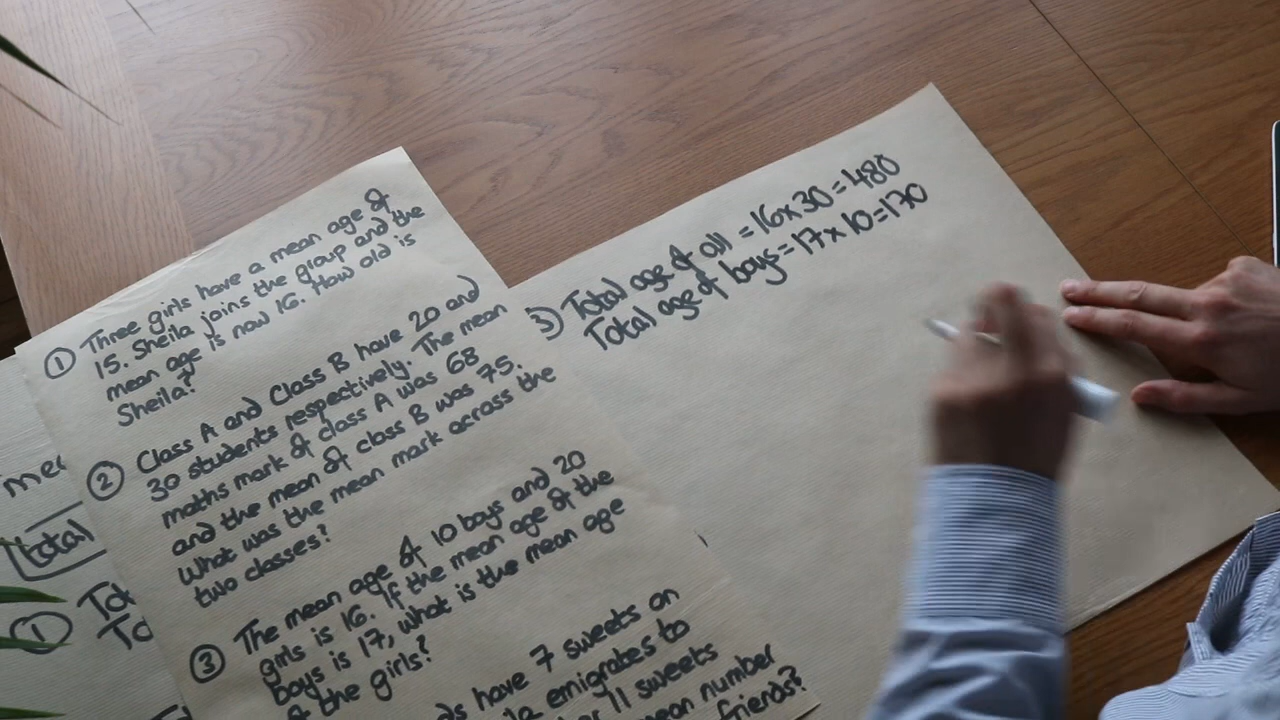 ① Three girls have a mean age of
15. Sheila joins the group and the
mean age is now 16. How old is
Sheila?
② Class A and Class B have 20 and
30 students respectively. The mean
maths mark of class A was 68
and the mean of class B was 75.
What was the mean mark across the
two classes?
③ The mean age of 10 boys and 20
girls is 16. If the mean age of the
boys is 17, what is the mean age
of the girls?
have 7 sweets on
emigrates to
11 sweets
mean number
friends?
total
①
3) Total age of all = 16x30 = 480
Total age of boys = 17x10 = 170